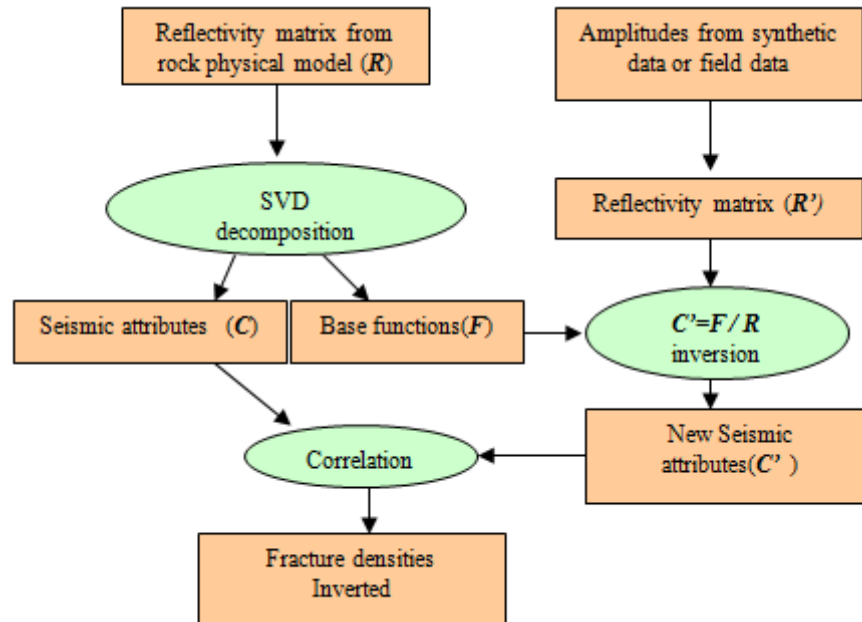 Reflectivity matrix from
rock physical model (R)
Amplitudes from synthetic
data or field data
SVD
decomposition
Reflectivity matrix (R’)
Seismic attributes (C)
Base functions(F)
C’=F / R
inversion
New Seismic
attributes(C’ )
Correlation
Fracture densities
Inverted